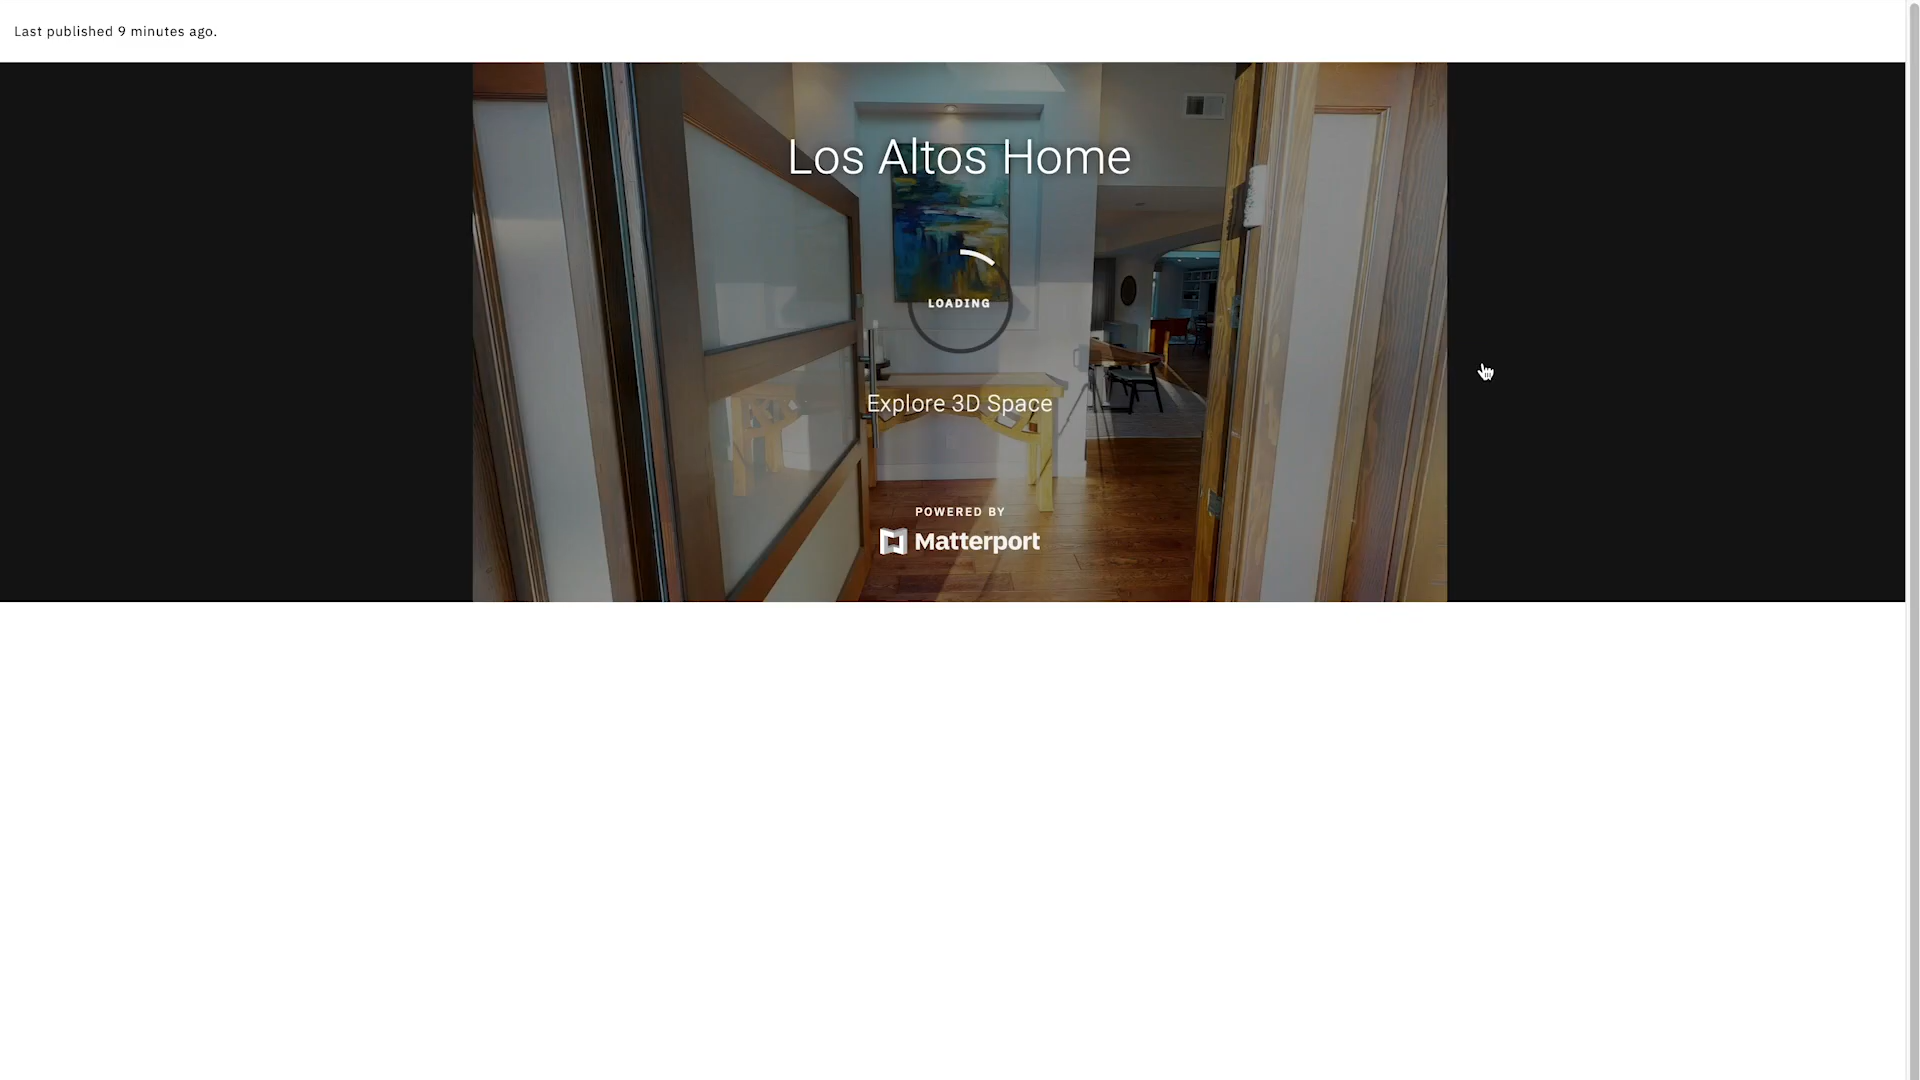 Last published 9 minutes ago.
Los Altos Home
LOADING
Explore 3D Space
POWERED BY
Matterport